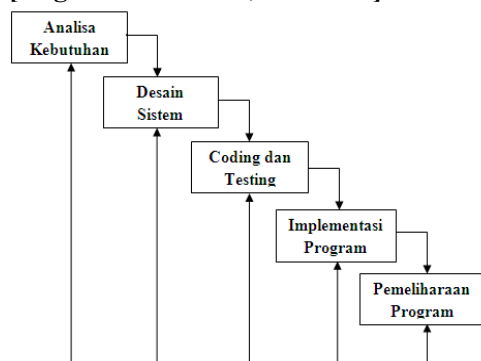 Analisa
Kebutuhan
Desain
Sistem
Coding dan
Testing
Implementasi
Program
Pemeliharaan
Program